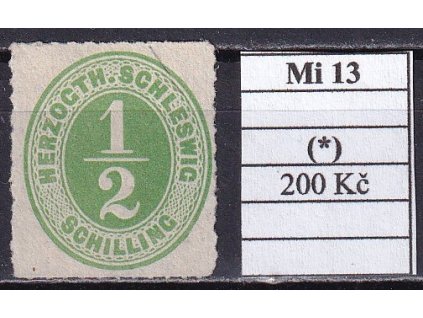 HERZOGTH. SCHLESWIG
1/2
SCHILLING
Mi 13
(*)
200 Kč